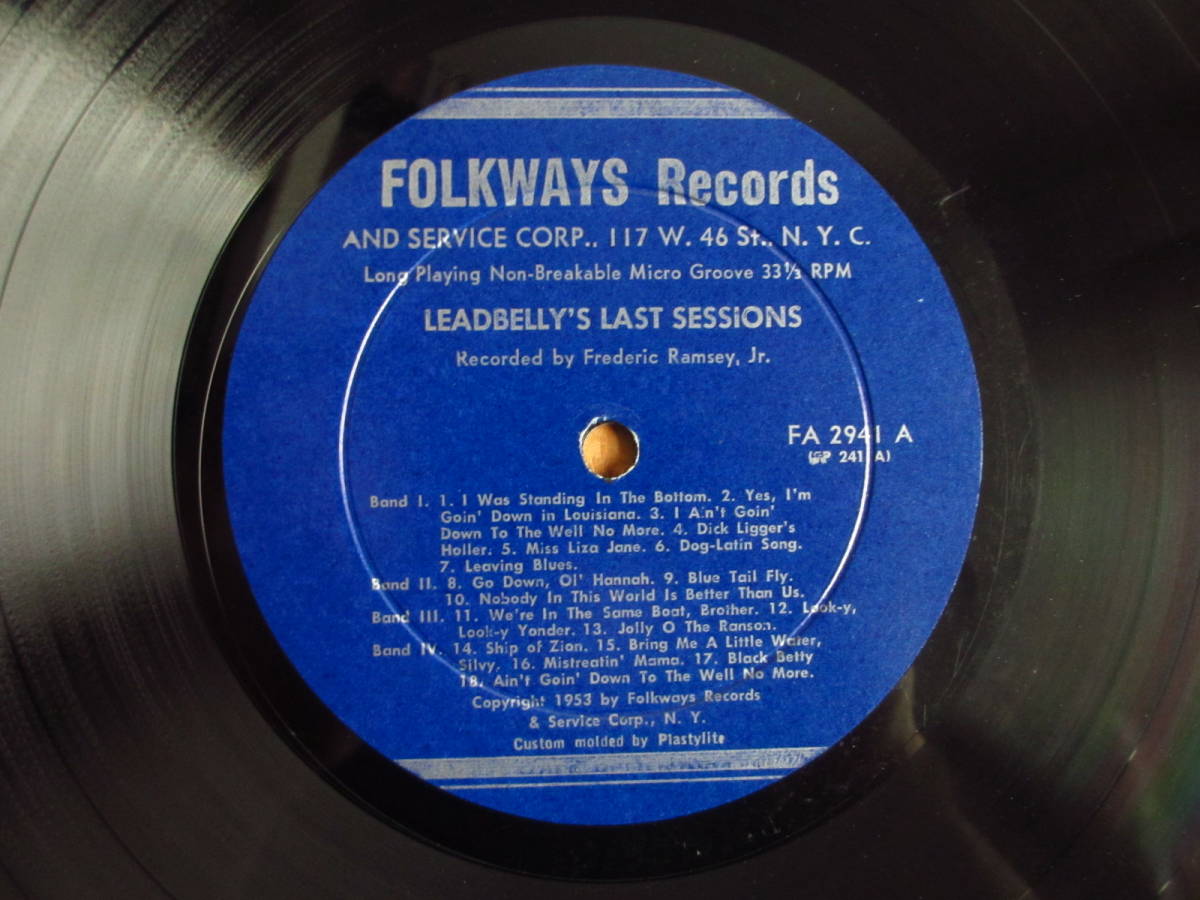 FOLKWAYS Records
AND SERVICE CORP., 117 W. 46 St., N. Y. C.
Long Playing Non-Breakable Micro Groove 33⅓ RPM
LEADBELLY'S LAST SESSIONS
Recorded by Frederic Ramsey, Jr.
FA 2941 A
Band I. 1. I Was Standing In The Bottom. 2. Yes, I'm
Goin' Down in Louisiana. 3. I Ain't Goin'
Down To The Well No More. 4. Dick Ligger's
Holler. 5. Miss Liza Jane. 6. Dog-Latin Song.
7. Leaving Blues.
Band II. 8. Go Down, Ol' Hannah. 9. Blue Tail Fly.
10. Nobody In This World Is Better Than Us.
Band III. 11. We're In The Same Boat, Brother. 12. Look-y,
Look-y Yonder. 13. Jolly O The Ranson.
Band IV. 14. Ship of Zion. 15. Bring Me A Little Water,
Silvy. 16. Mistreatin' Mama. 17. Black Betty
18. Ain't Goin' Down To The Well No More.
Copyright 1953 by Folkways Records
& Service Corp., N. Y.
Custom molded by Plastylite